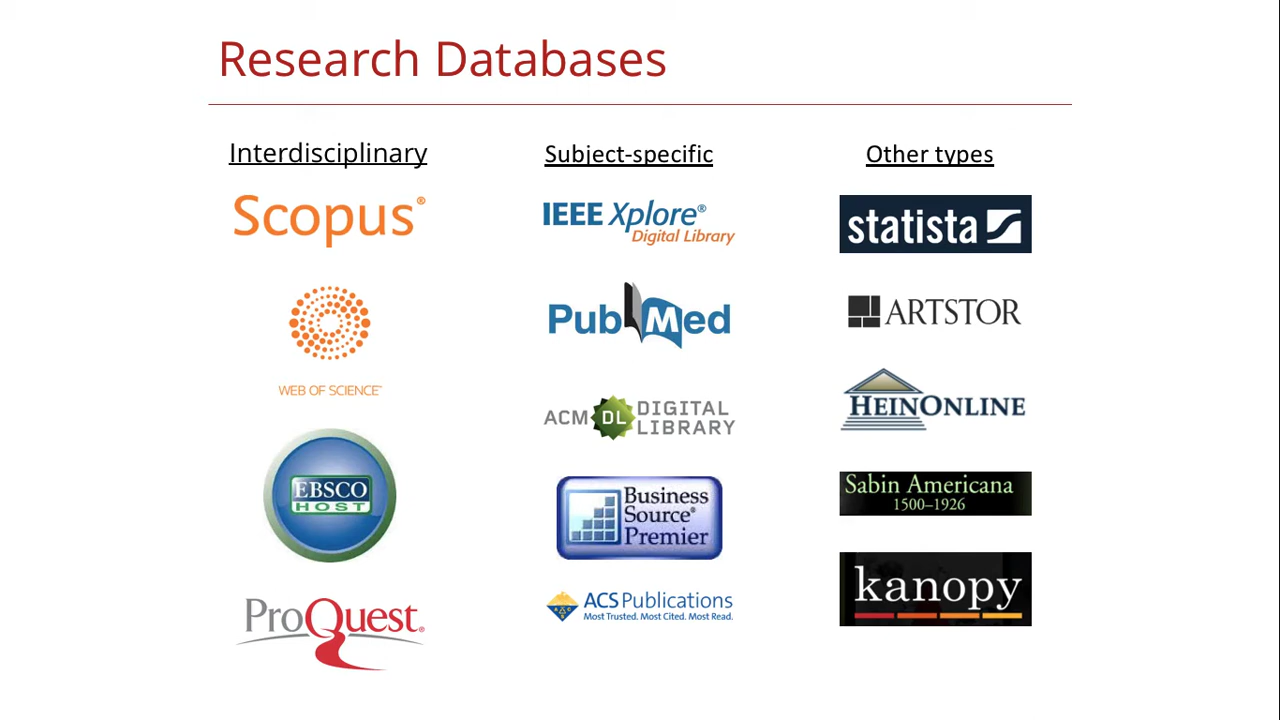 Research Databases
Interdisciplinary
Scopus®
WEB OF SCIENCE™
EBSCO
HOST
ProQuest®
Subject-specific
IEEE Xplore®
Digital Library
PubMed
ACM DL DIGITAL
LIBRARY
Business
Source®
Premier
ACS Publications
Most Trusted. Most Cited. Most Read.
Other types
statista
ARTSTOR
HEINONLINE
Sabin Americana
1500–1926
kanopy